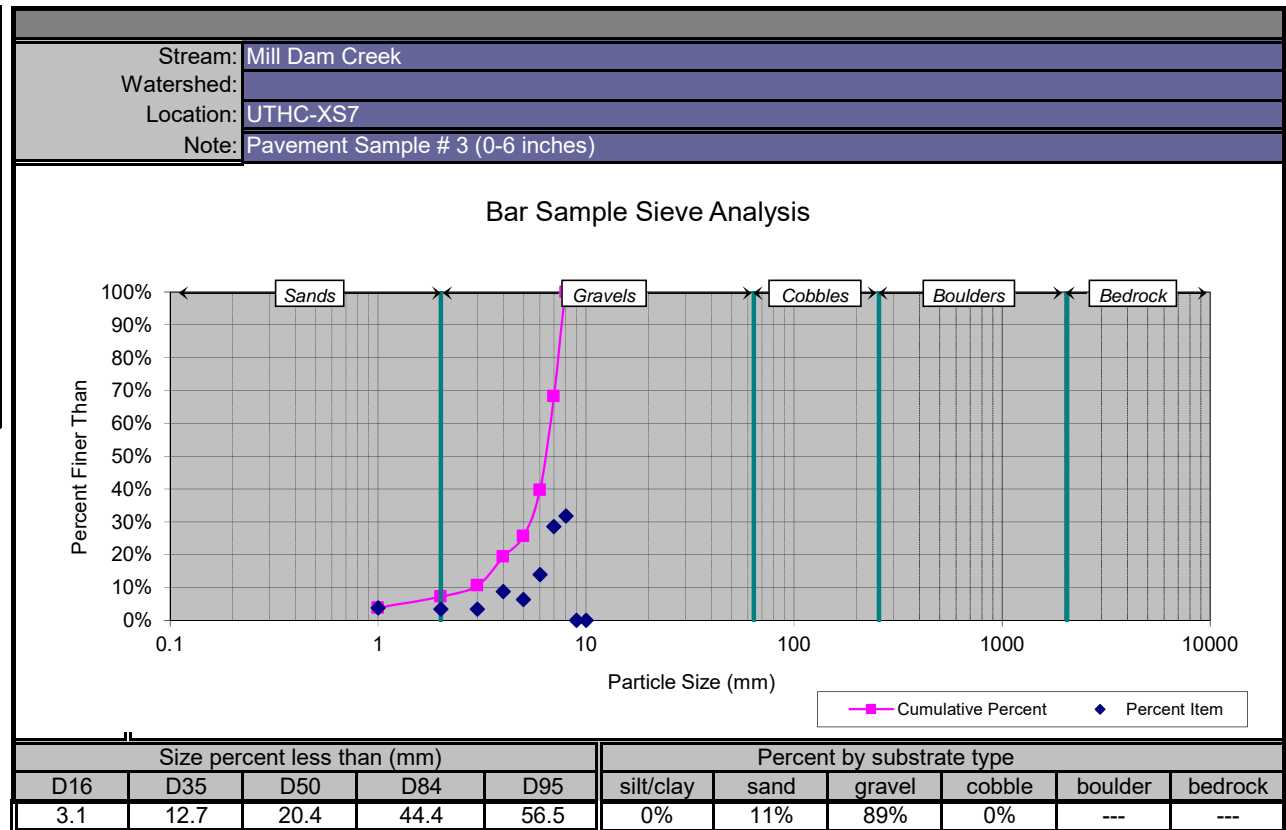 Stream: Mill Dam Creek
Watershed:
Location: UTHC-XS7
Note: Pavement Sample # 3 (0-6 inches)
Bar Sample Sieve Analysis
Sands Gravels Cobbles Boulders Bedrock
100%
90%
80%
70%
60%
50%
40%
30%
20%
10%
0%
Percent Finer Than
0.1 1 10 100 1000 10000
Particle Size (mm)
Cumulative Percent Percent Item
Size percent less than (mm) Percent by substrate type
D16 D35 D50 D84 D95 silt/clay sand gravel cobble boulder bedrock
3.1 12.7 20.4 44.4 56.5 0% 11% 89% 0% --- ---